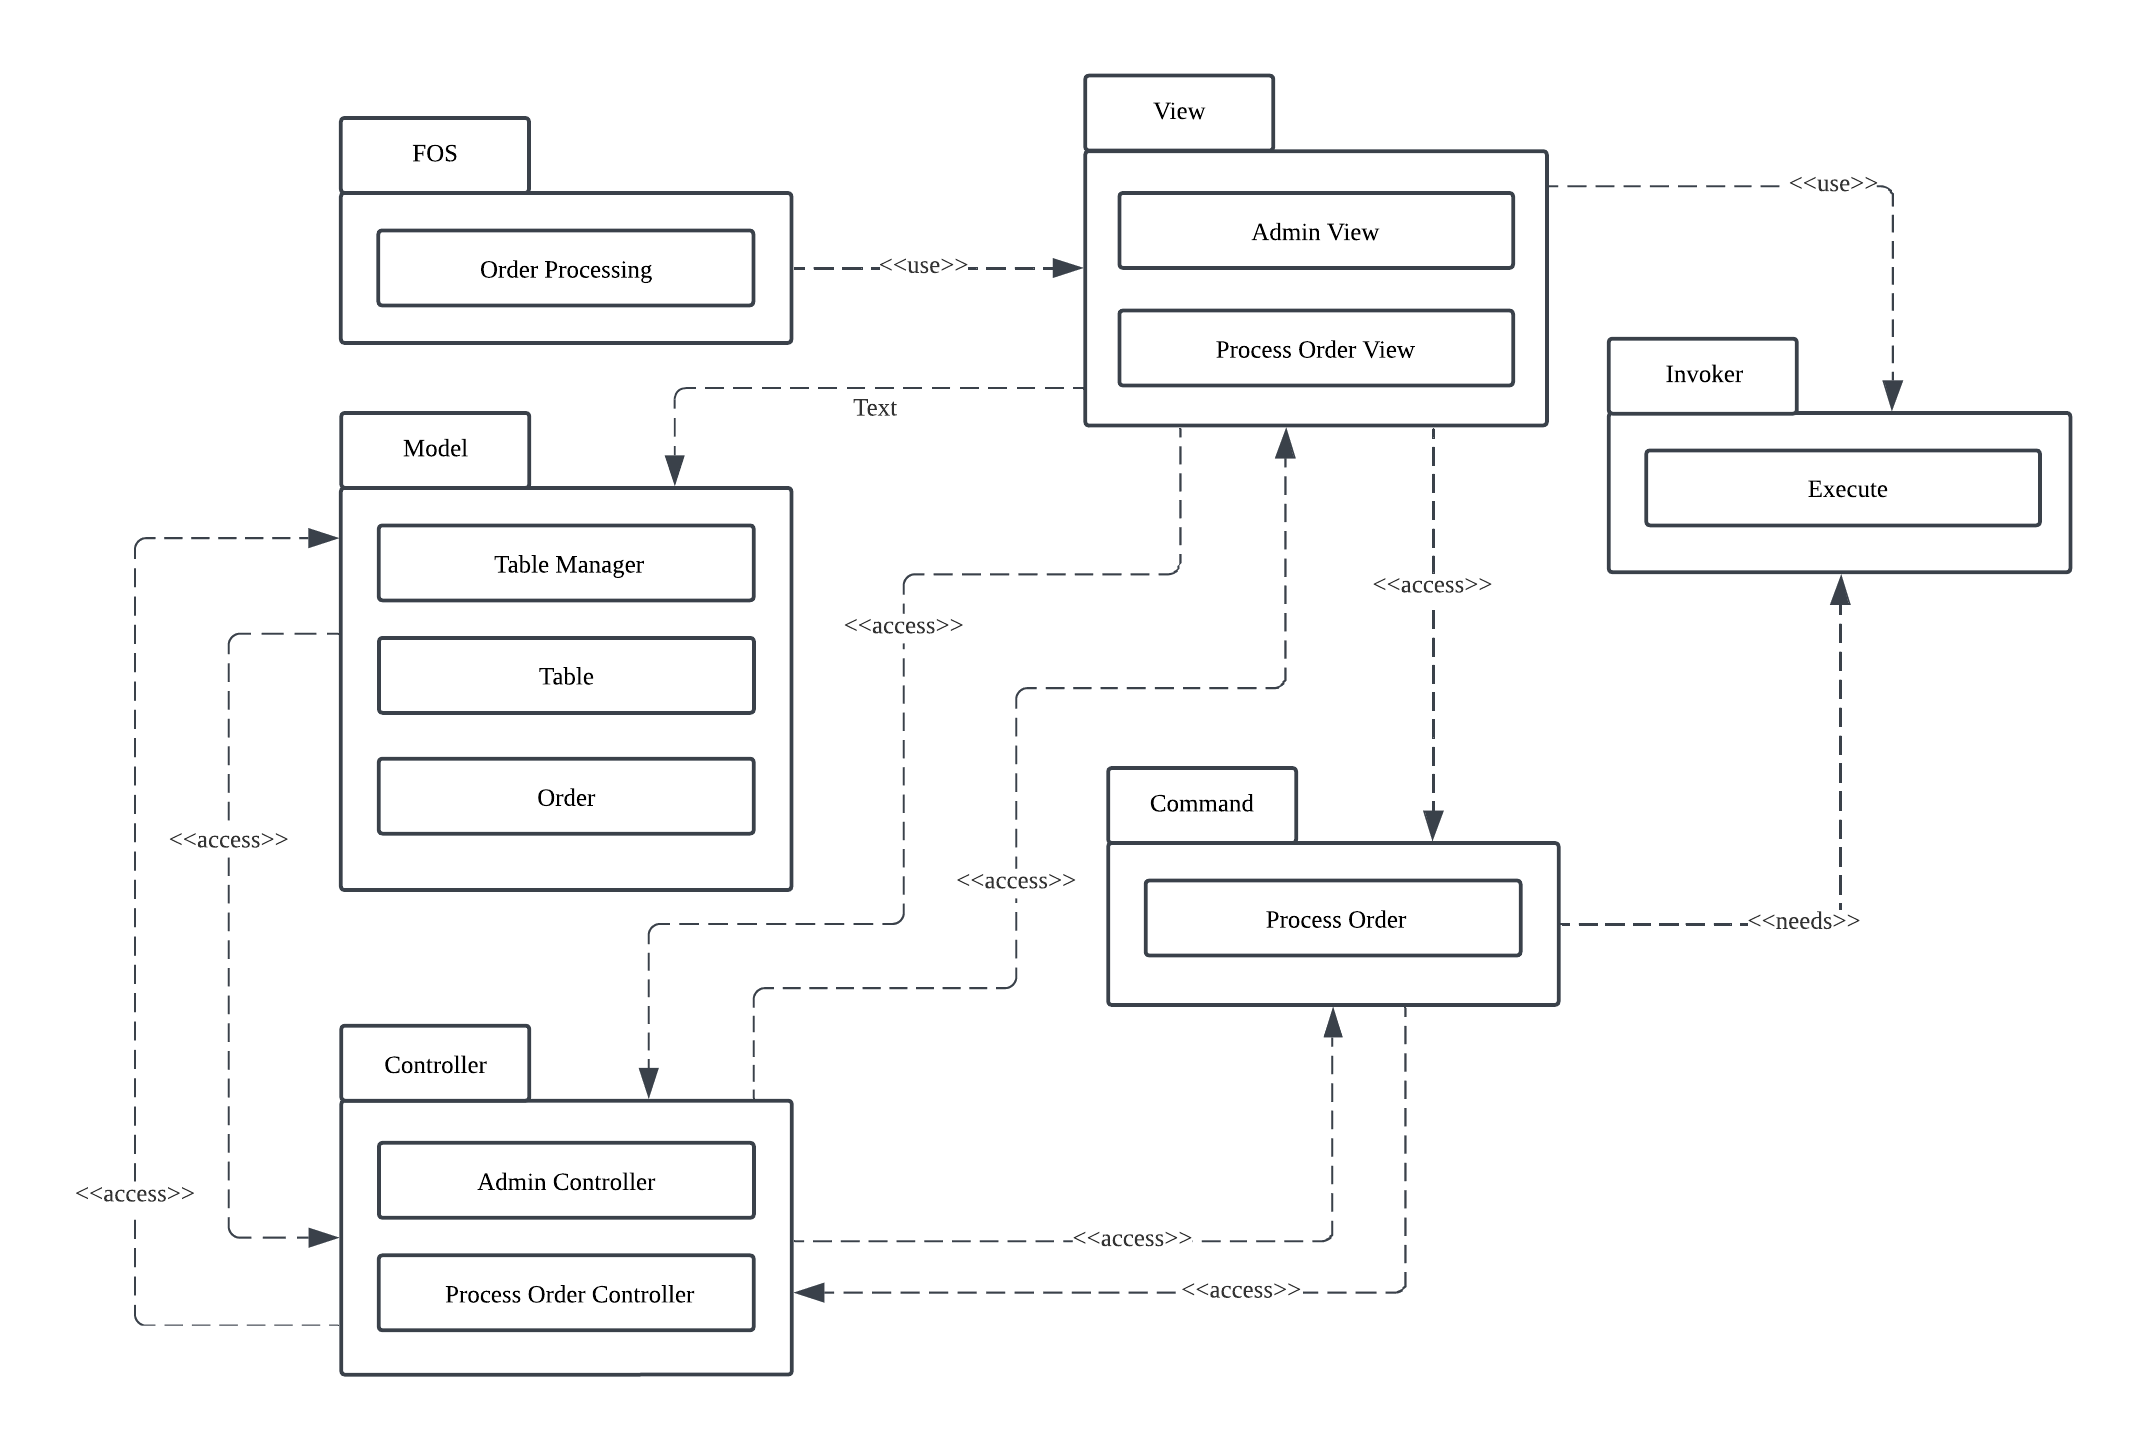 View
FOS
<<use>>
Admin View
Order Processing
<<use>>
Process Order View
Invoker
Text
Model
Execute
Table Manager
<<access>>
<<access>>
Table
Order
Command
<<access>>
<<access>>
Process Order
<<needs>>
Controller
Admin Controller
<<access>>
<<access>>
<<access>>
Process Order Controller